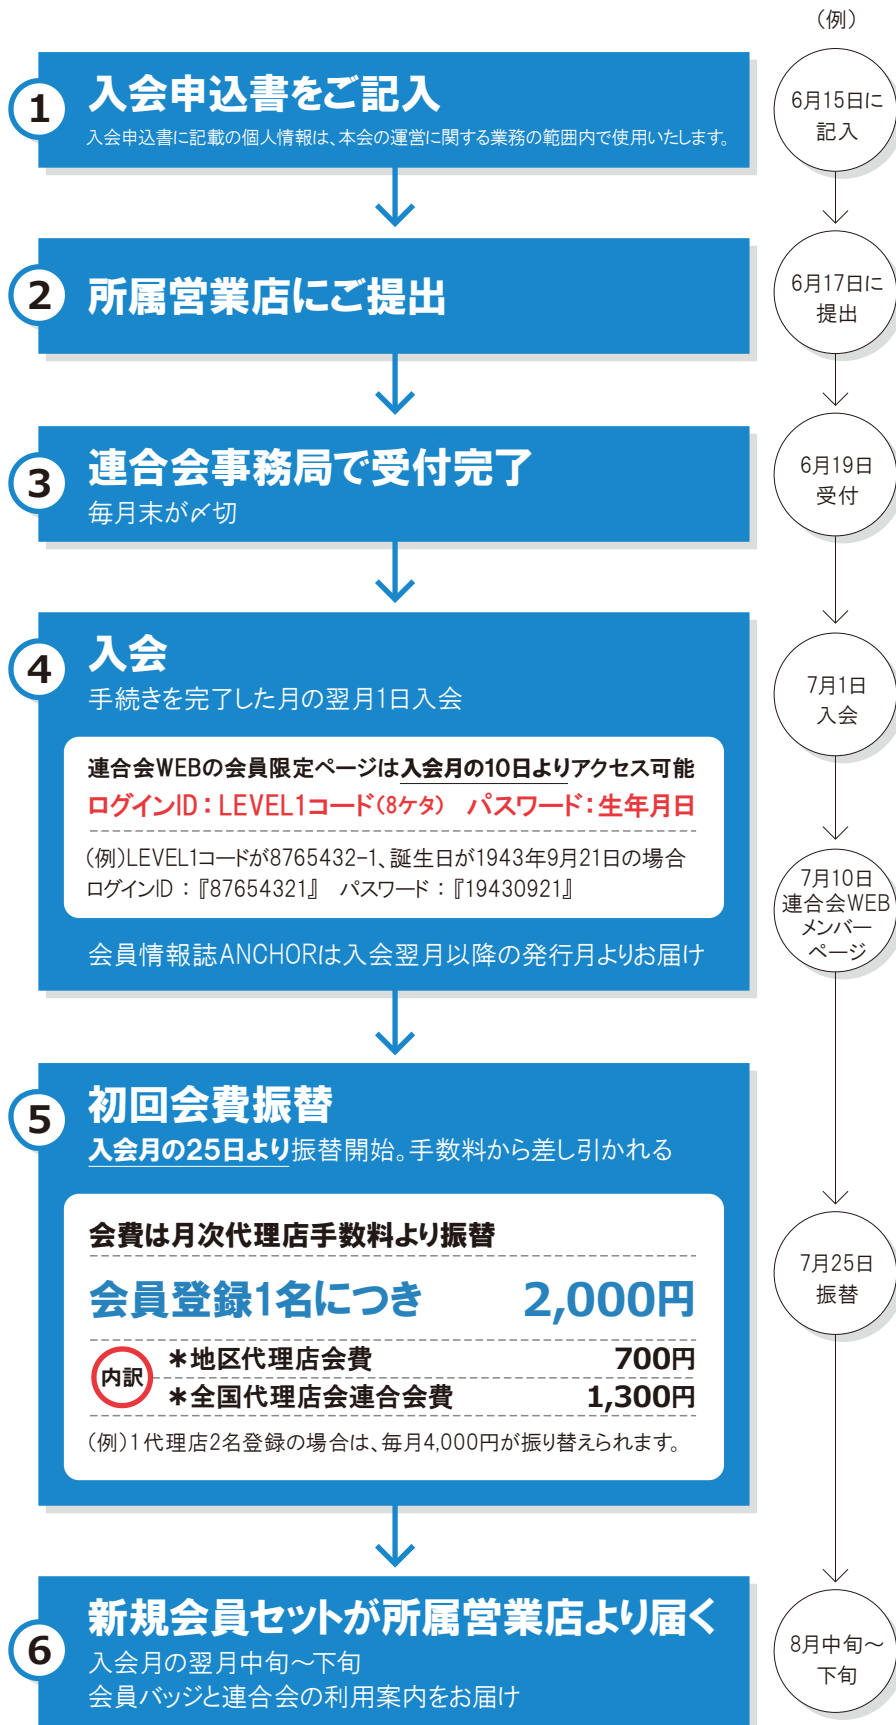 （例）
1
入会申込書をご記入
入会申込書に記載の個人情報は、本会の運営に関する業務の範囲内で使用いたします。
6月15日に
記入
2
所属営業店にご提出
6月17日に
提出
3
連合会事務局で受付完了
毎月末が〆切
6月19日
受付
4
入会
手続きを完了した月の翌月1日入会
7月1日
入会
連合会WEBの会員限定ページは入会月の10日よりアクセス可能
ログインID：LEVEL1コード（8ケタ） パスワード：生年月日
（例）LEVEL1コードが8765432-1、誕生日が1943年9月21日の場合
ログインID：『87654321』 パスワード：『19430921』
会員情報誌ANCHORは入会翌月以降の発行月よりお届け
7月10日
連合会WEB
メンバー
ページ
5
初回会費振替
入会月の25日より振替開始。手数料から差し引かれる
会費は月次代理店手数料より振替
会員登録1名につき 2,000円
内訳
＊地区代理店会費 700円
＊全国代理店会連合会費 1,300円
（例）1代理店2名登録の場合は、毎月4,000円が振り替えられます。
7月25日
振替
6
新規会員セットが所属営業店より届く
入会月の翌月中旬～下旬
会員バッジと連合会の利用案内をお届け
8月中旬～
下旬